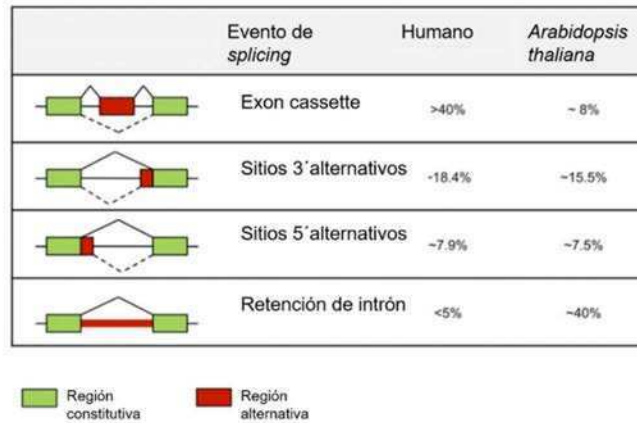 Evento de Humano Arabidopsis
splicing thaliana
Exon cassette >40% ~ 8%
Sitios 3´alternativos -18.4% ~15.5%
Sitios 5´alternativos ~7.9% ~7.5%
Retención de intrón <5% ~40%
Región Región
constitutiva alternativa